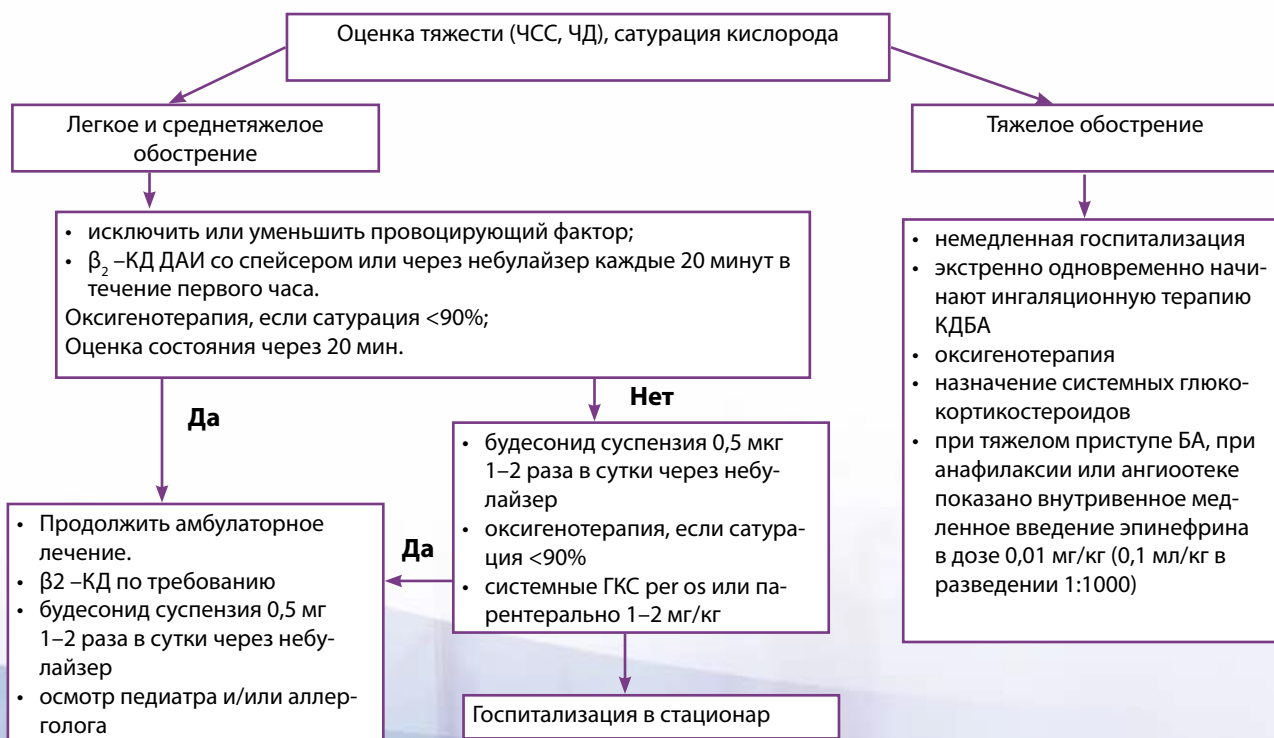 Оценка тяжести (ЧСС, ЧД), сатурация кислорода
Легкое и среднетяжелое
обострение
Тяжелое обострение
• исключить или уменьшить провоцирующий фактор;
• β₂ –КД ДАИ со спейсером или через небулайзер каждые 20 минут в
течение первого часа.
Оксигенотерапия, если сатурация <90%;
Оценка состояния через 20 мин.
• немедленная госпитализация
• экстренно одновременно начи-
нают ингаляционную терапию
КДБА
• оксигенотерапия
• назначение системных глюко-
кортикостероидов
• при тяжелом приступе БА, при
анафилаксии или ангиоотеке
показано внутривенное мед-
ленное введение эпинефрина
в дозе 0,01 мг/кг (0,1 мл/кг в
разведении 1:1000)
Да
Нет
• будесонид суспензия 0,5 мкг
1–2 раза в сутки через небу-
лайзер
• оксигенотерапия, если сатура-
ция <90%
• системные ГКС per os или па-
рентерально 1–2 мг/кг
Да
• Продолжить амбулаторное
лечение.
• β2 –КД по требованию
• будесонид суспензия 0,5 мг
1–2 раза в сутки через небу-
лайзер
• осмотр педиатра и/или аллер-
голога
Госпитализация в стационар